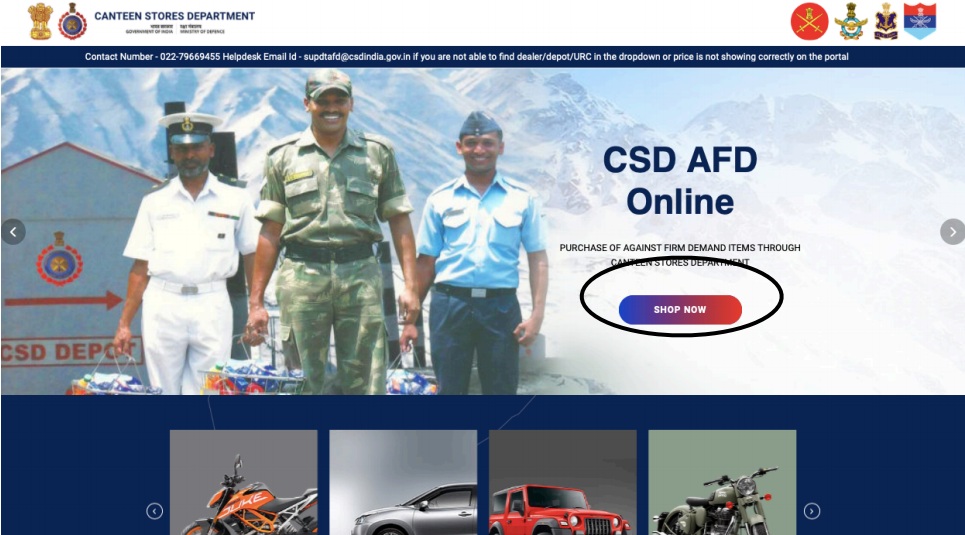 CANTEEN STORES DEPARTMENT
भारत सरकार रक्षा मंत्रालय
GOVERNMENT OF INDIA MINISTRY OF DEFENCE
Contact Number - 022-79669455 Helpdesk Email Id - supdtafd@csdindia.gov.in if you are not able to find dealer/depot/URC in the dropdown or price is not showing correctly on the portal
CSD AFD
Online
PURCHASE OF AGAINST FIRM DEMAND ITEMS THROUGH
CANTEEN STORES DEPARTMENT
SHOP NOW
CSD DEPOT
DUKE